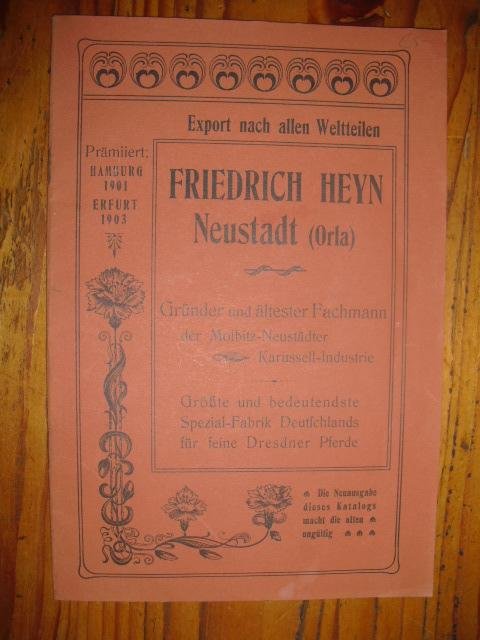 Export nach allen Weltteilen
Prämiiert:
HAMBURG
1901
ERFURT
1903
FRIEDRICH HEYN
Neustadt (Orla)
Gründer und ältester Fachmann
der Molbitz-Neustädter
Karussell-Industrie
Größte und bedeutendste
Spezial-Fabrik Deutschlands
für feine Dresdner Pferde
Die Neuausgabe
dieses Katalogs
macht die alten
ungültig